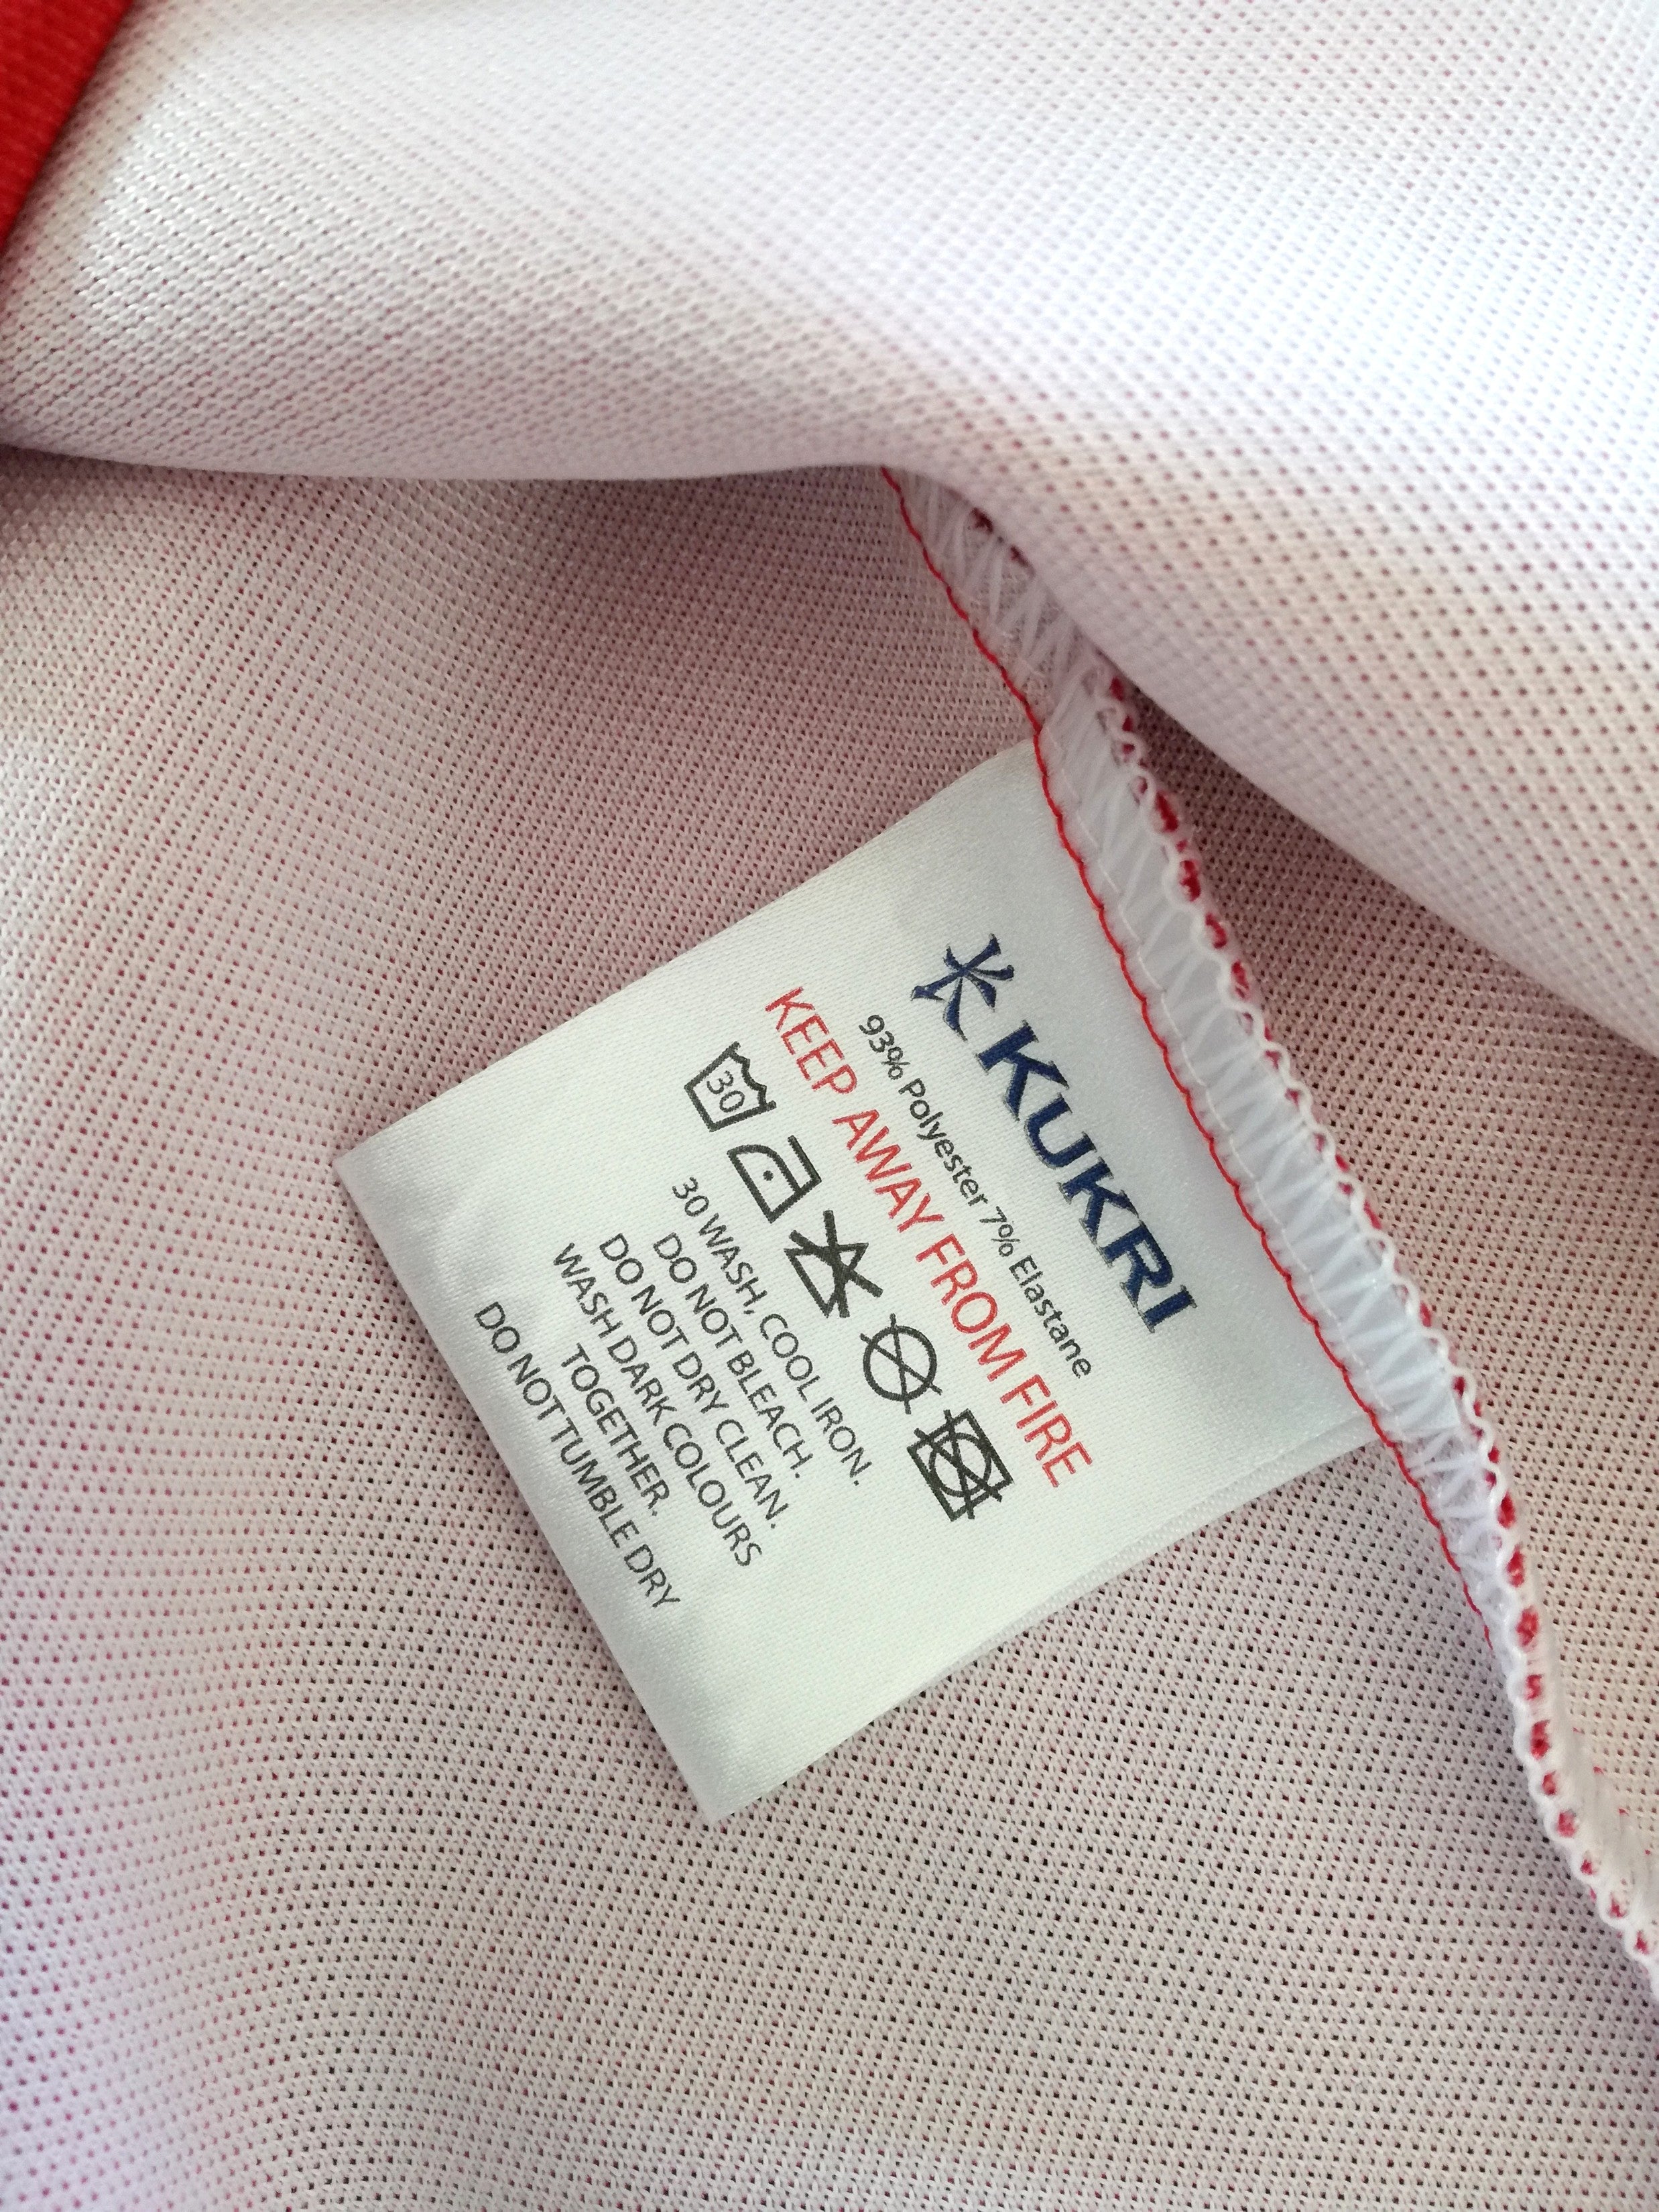 KUKRI
93% Polyester 7% Elastane
KEEP AWAY FROM FIRE
30
30 WASH, COOL IRON.
DO NOT BLEACH.
DO NOT DRY CLEAN.
WASH DARK COLOURS
TOGETHER.
DO NOT TUMBLE DRY